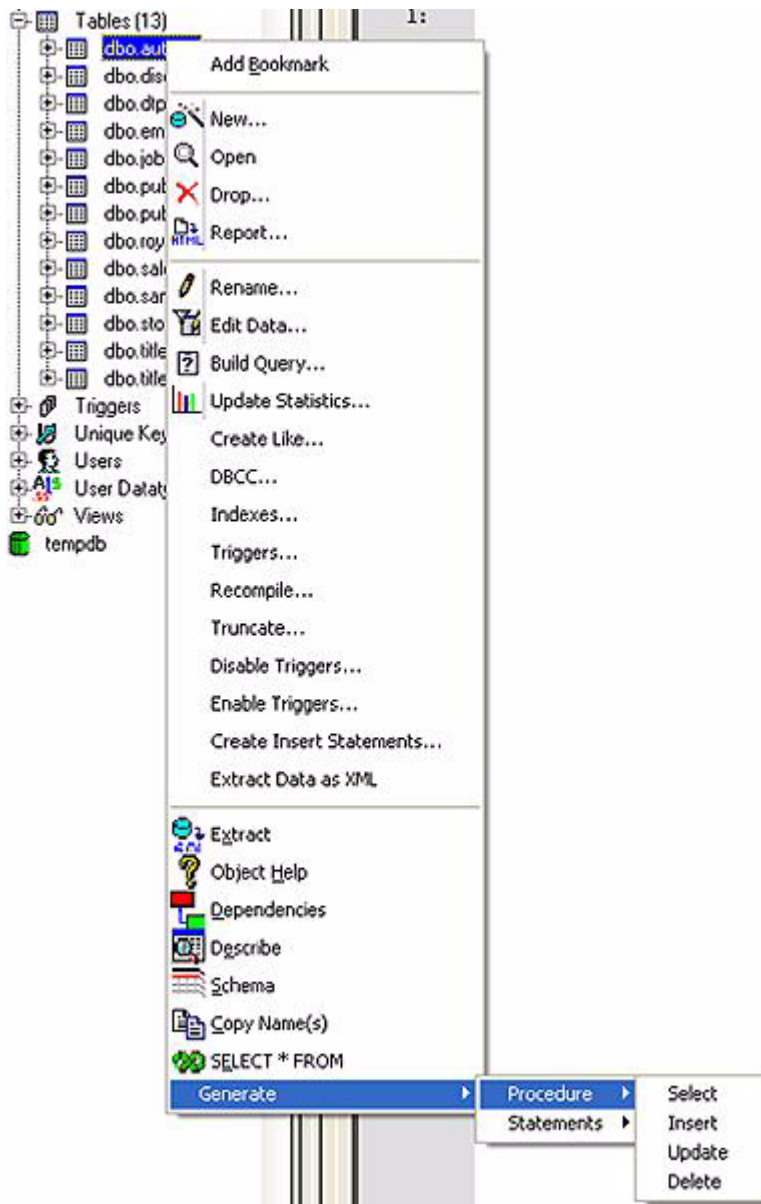 Tables (13)
dbo.aut
dbo.disc
dbo.dtp
dbo.em
dbo.job
dbo.pub
dbo.pub
dbo.roy
dbo.sale
dbo.san
dbo.sto
dbo.title
dbo.title
Triggers
Unique Key
Users
User Dataty
Views
tempdb
1:
Add Bookmark
New...
Open
Drop...
HTML
Report...
Rename...
Edit Data...
Build Query...
Update Statistics...
Create Like...
DBCC...
Indexes...
Triggers...
Recompile...
Truncate...
Disable Triggers...
Enable Triggers...
Create Insert Statements...
Extract Data as XML
Extract
Object Help
Dependencies
Describe
Schema
Copy Name(s)
SELECT * FROM
Generate
Procedure
Statements
Select
Insert
Update
Delete